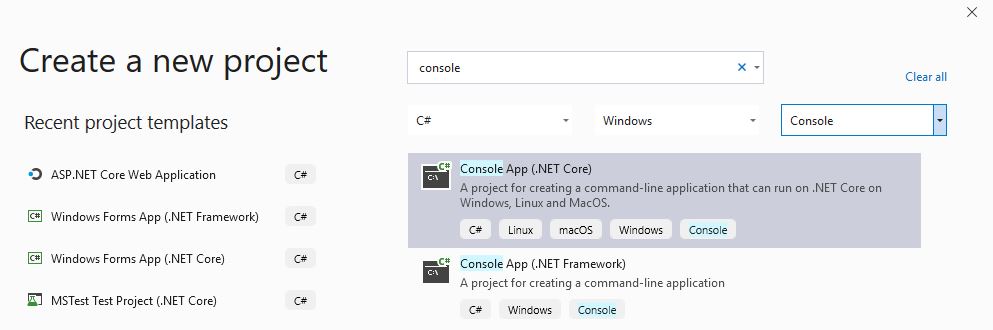 Create a new project
console
Clear all
C#
Windows
Console
Recent project templates
ASP.NET Core Web Application C#
Windows Forms App (.NET Framework) C#
Windows Forms App (.NET Core) C#
MSTest Test Project (.NET Core) C#
C#
C:\
Console App (.NET Core)
A project for creating a command-line application that can run on .NET Core on
Windows, Linux and MacOS.
C# Linux macOS Windows Console
C#
C:\
Console App (.NET Framework)
A project for creating a command-line application
C# Windows Console